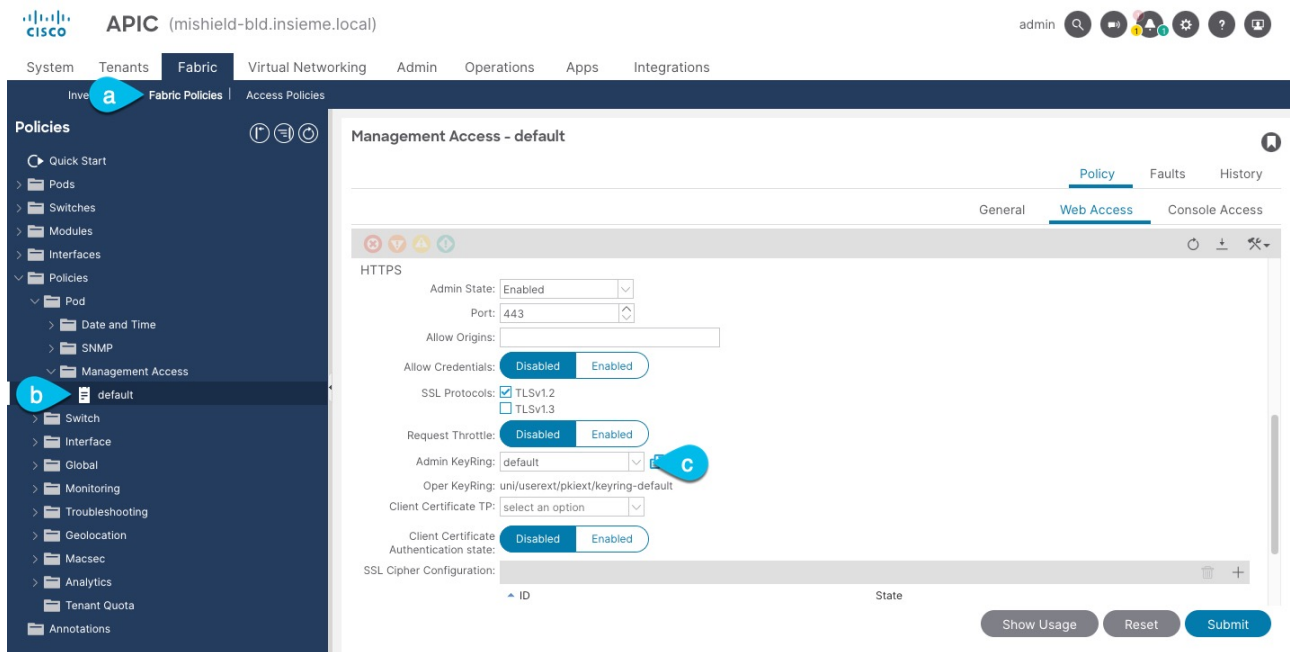 CISCO APIC (mishield-bld.insieme.local) admin 1 1 ?
System Tenants Fabric Virtual Networking Admin Operations Apps Integrations
a Fabric Policies | Access Policies
Policies
Quick Start
Pods
Switches
Modules
Interfaces
Policies
Pod
Date and Time
SNMP
Management Access
b default
Switch
Interface
Global
Monitoring
Troubleshooting
Geolocation
Macsec
Analytics
Tenant Quota
Annotations
Management Access - default
Policy Faults History
General Web Access Console Access
HTTPS
Admin State: Enabled
Port: 443
Allow Origins:
Allow Credentials: Disabled Enabled
SSL Protocols: TLSv1.2
TLSv1.3
Request Throttle: Disabled Enabled
Admin KeyRing: default c
Oper KeyRing: uni/userext/pkiext/keyring-default
Client Certificate TP: select an option
Client Certificate
Authentication state: Disabled Enabled
SSL Cipher Configuration:
ID State
Show Usage Reset Submit